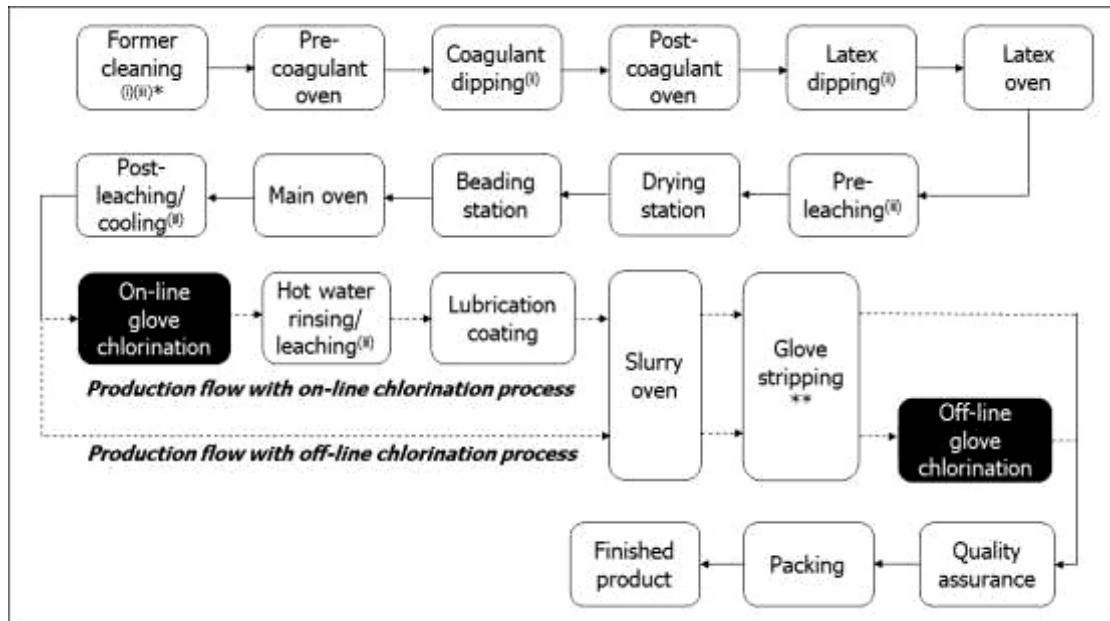 Former
cleaning
(i)(ii)*
Pre-
coagulant
oven
Coagulant
dipping(i)
Post-
coagulant
oven
Latex
dipping(i)
Latex
oven
Post-
leaching/
cooling(ii)
Main oven
Beading
station
Drying
station
Pre-
leaching(ii)
On-line
glove
chlorination
Hot water
rinsing/
leaching(ii)
Lubrication
coating
Slurry
oven
Glove
stripping
**
Production flow with on-line chlorination process
Off-line
glove
chlorination
Production flow with off-line chlorination process
Finished
product
Packing
Quality
assurance